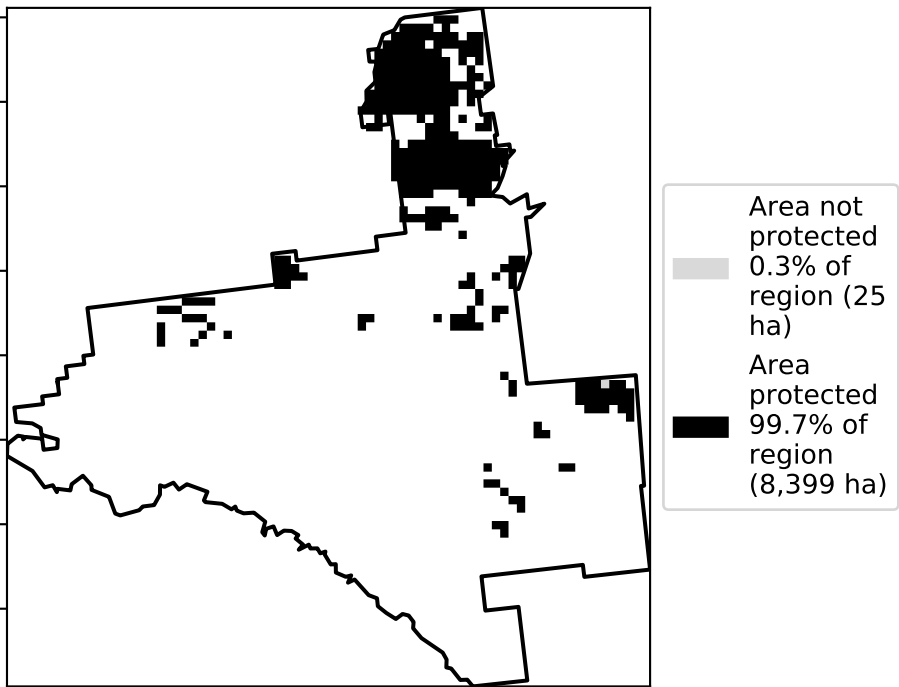 Area not
protected
0.3% of
region (25
ha)
Area
protected
99.7% of
region
(8,399 ha)